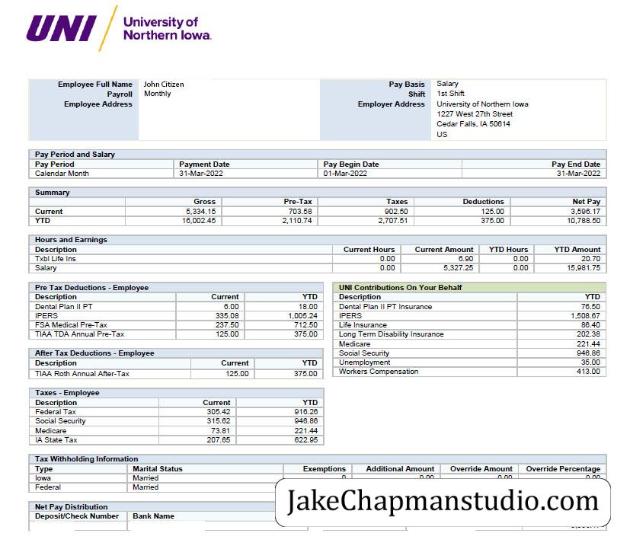 UNI University of
Northern Iowa.
Employee Full Name John Citizen Pay Basis Salary
Payroll Monthly Shift 1st Shift
Employee Address Employer Address University of Northern Iowa
1227 West 27th Street
Cedar Falls, IA 50614
US
Pay Period and Salary
Pay Period Payment Date Pay Begin Date Pay End Date
Calendar Month 31-Mar-2022 01-Mar-2022 31-Mar-2022
Summary
Gross Pre-Tax Taxes Deductions Net Pay
Current 5,334.15 703.58 902.50 125.00 3,596.17
YTD 16,002.45 2,110.74 2,707.51 375.00 10,788.50
Hours and Earnings
Description Current Hours Current Amount YTD Hours YTD Amount
Txbl Life Ins 0.00 6.90 0.00 20.70
Salary 0.00 5,327.25 0.00 15,981.75
Pre Tax Deductions - Employee
Description Current YTD
Dental Plan II PT 6.00 18.00
IPERS 335.08 1,005.24
FSA Medical Pre-Tax 237.50 712.50
TIAA TDA Annual Pre-Tax 125.00 375.00
After Tax Deductions - Employee
Description Current YTD
TIAA Roth Annual After-Tax 125.00 375.00
Taxes - Employee
Description Current YTD
Federal Tax 305.42 916.26
Social Security 315.62 946.86
Medicare 73.81 221.44
IA State Tax 207.65 622.95
UNI Contributions On Your Behalf
Description YTD
Dental Plan II PT Insurance 76.50
IPERS 1,508.67
Life Insurance 86.40
Long Term Disability Insurance 202.38
Medicare 221.44
Social Security 946.86
Unemployment 35.00
Workers Compensation 413.00
Tax Withholding Information
Type Marital Status Exemptions Additional Amount Override Amount Override Percentage
Iowa Married
Federal Married
Net Pay Distribution
Deposit/Check Number Bank Name
JakeChapmanstudio.com